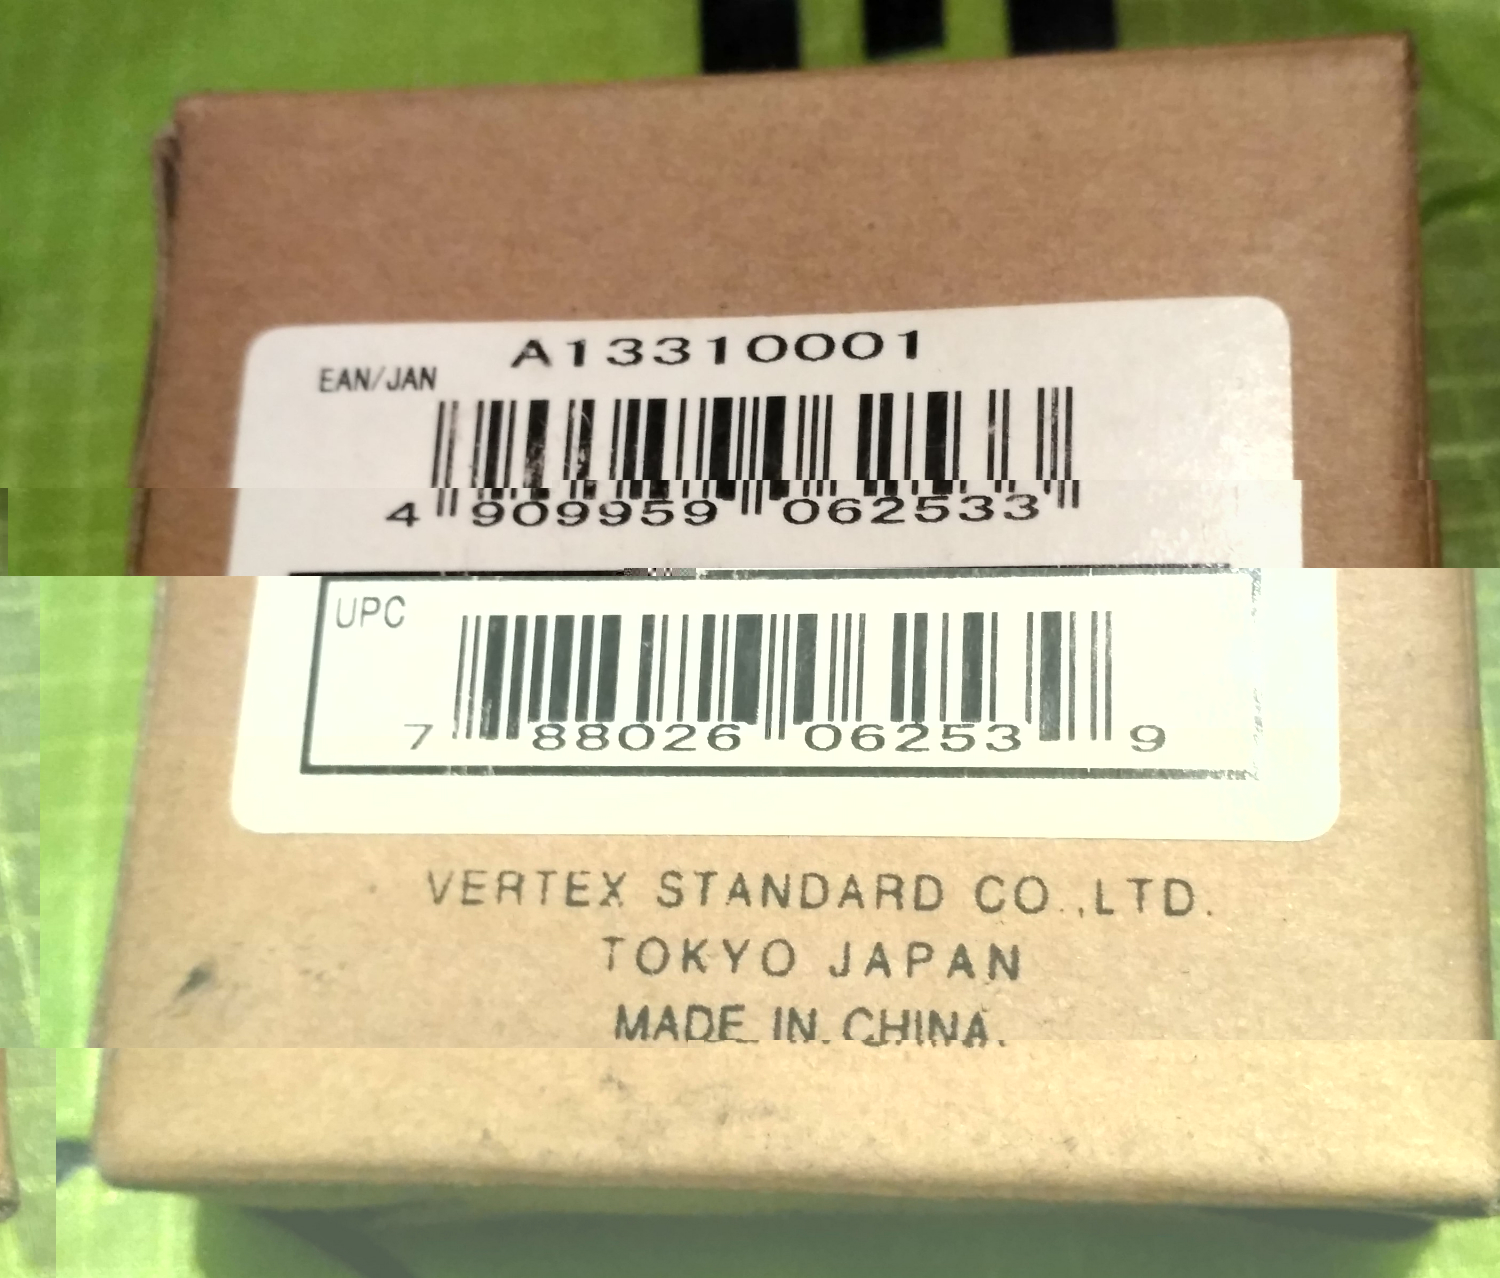 A13310001
EAN/JAN
4 909959 062533
UPC
7 88026 06253 9
VERTEX STANDARD CO.,LTD.
TOKYO JAPAN
MADE IN CHINA.